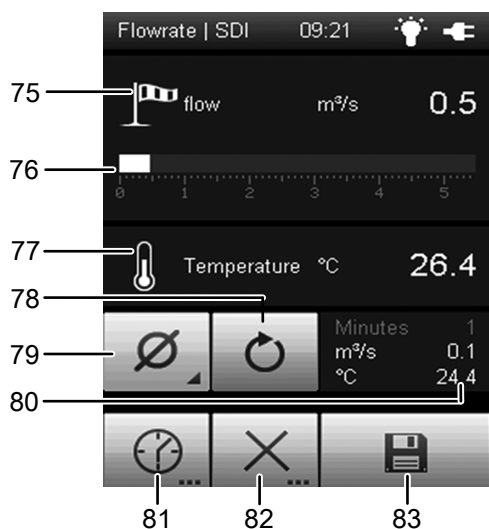 Flowrate | SDI 09:21
75
flow m³/s 0.5
76
0 1 2 3 4 5
77
Temperature °C 26.4
78
79
Minutes 1
m³/s 0.1
°C 24.4
80
81 82 83